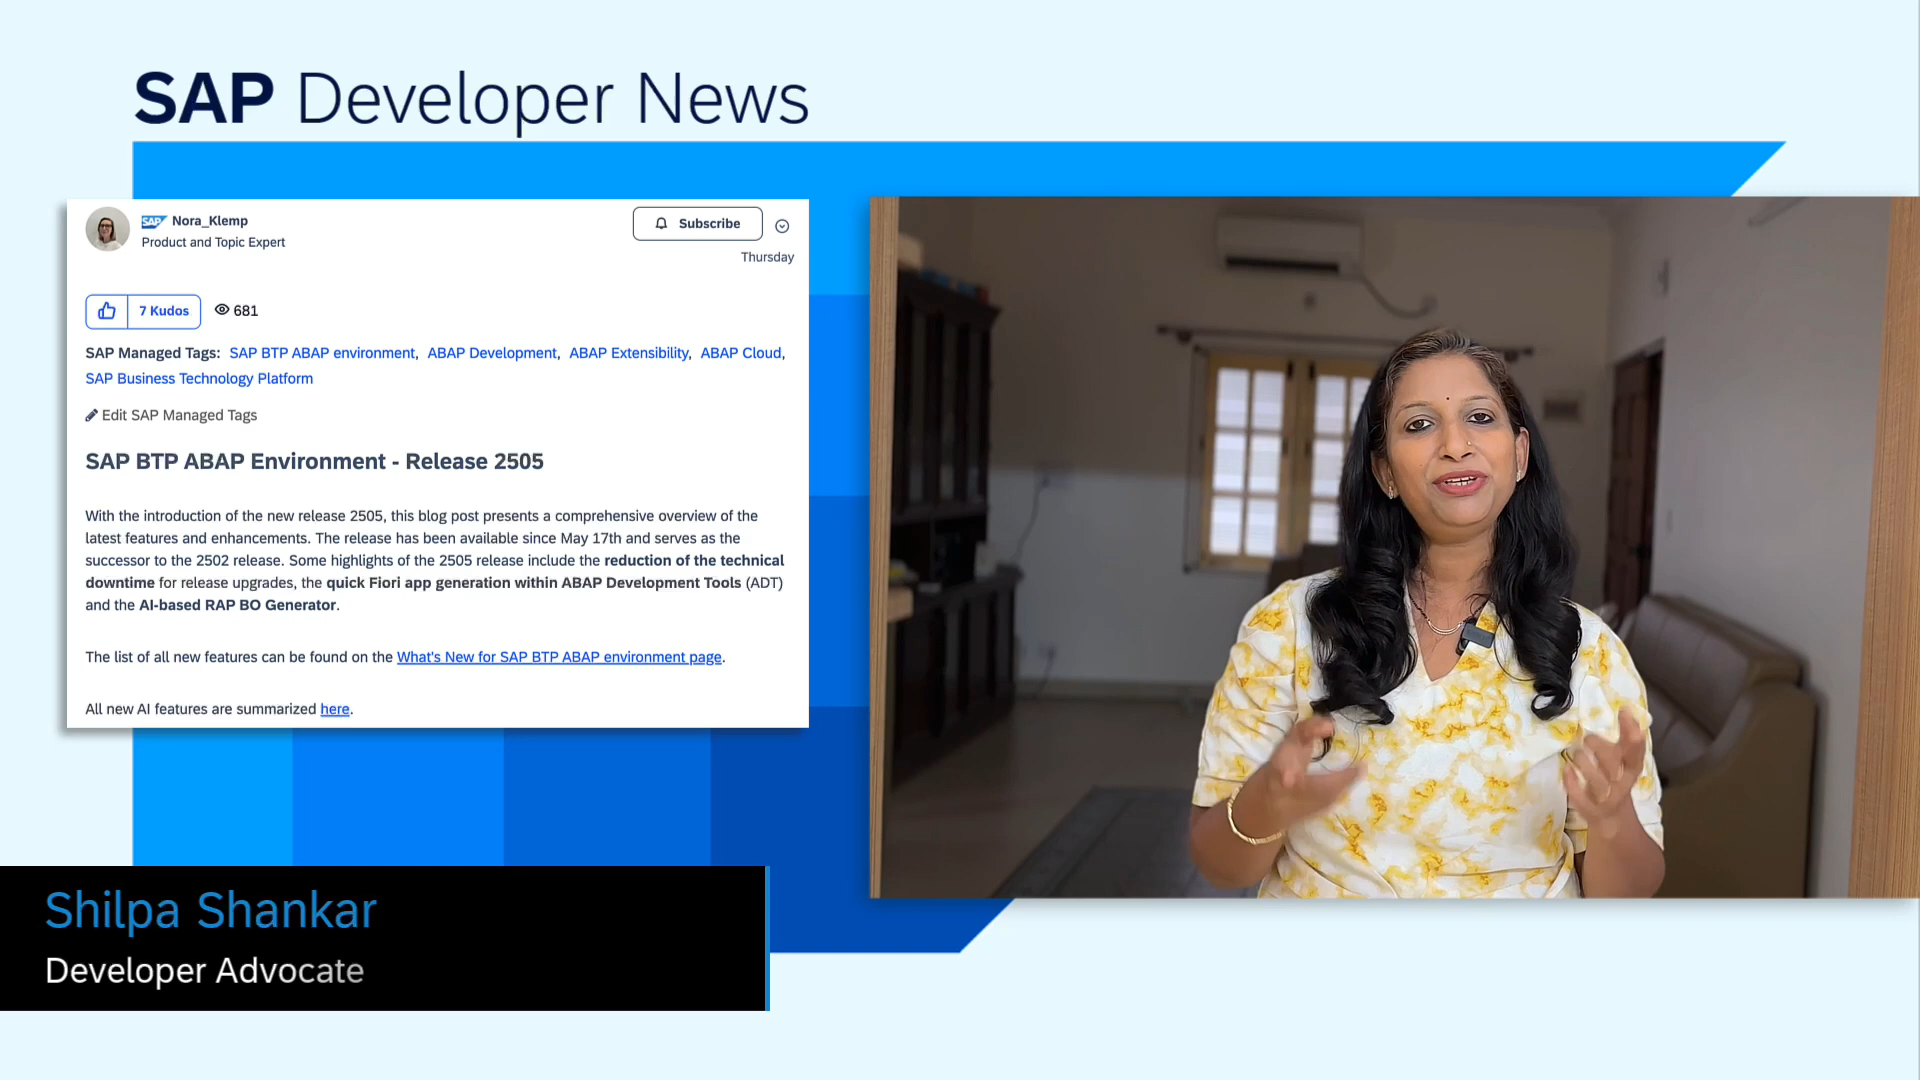 SAP Developer News
SAP Nora_Klemp
Product and Topic Expert
Subscribe
Thursday
7 Kudos 681
SAP Managed Tags: SAP BTP ABAP environment, ABAP Development, ABAP Extensibility, ABAP Cloud,
SAP Business Technology Platform
Edit SAP Managed Tags
SAP BTP ABAP Environment - Release 2505
With the introduction of the new release 2505, this blog post presents a comprehensive overview of the
latest features and enhancements. The release has been available since May 17th and serves as the
successor to the 2502 release. Some highlights of the 2505 release include the reduction of the technical
downtime for release upgrades, the quick Fiori app generation within ABAP Development Tools (ADT)
and the AI-based RAP BO Generator.
The list of all new features can be found on the What's New for SAP BTP ABAP environment page.
All new AI features are summarized here.
Shilpa Shankar
Developer Advocate